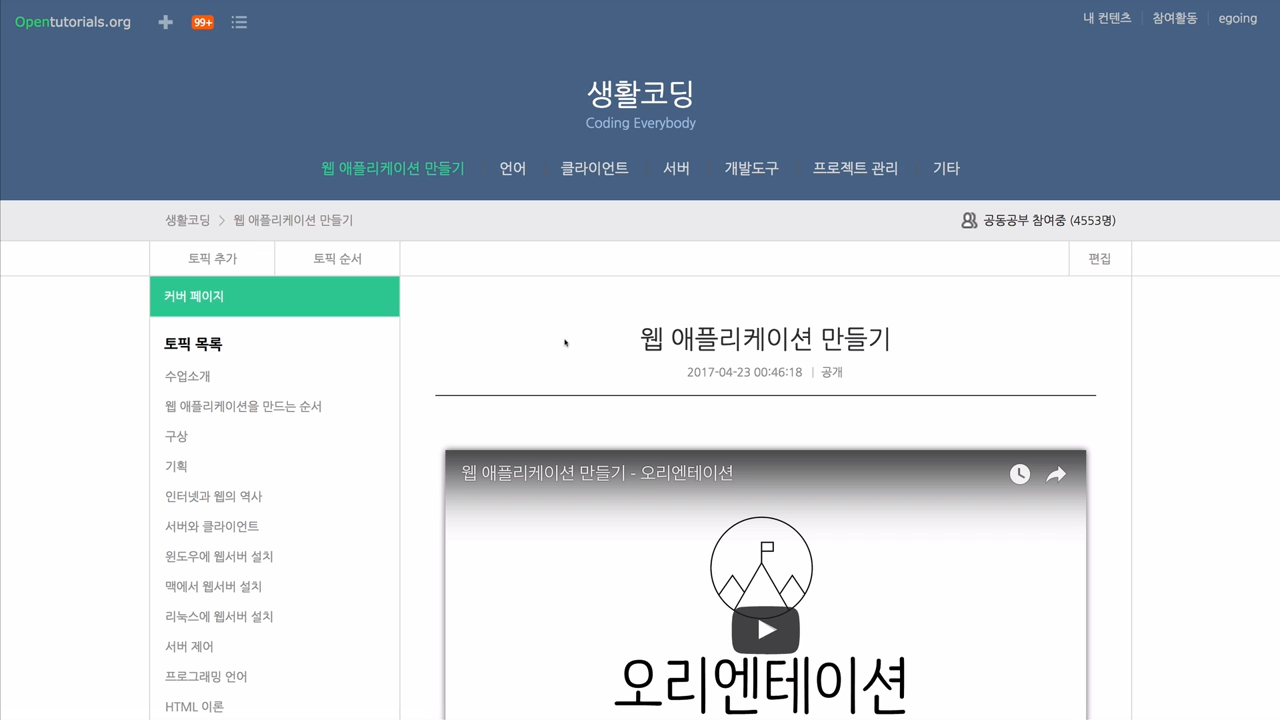 Opentutorials.org
99+
내 컨텐츠 참여활동 egoing
생활코딩
Coding Everybody
웹 애플리케이션 만들기 언어 클라이언트 서버 개발도구 프로젝트 관리 기타
생활코딩 > 웹 애플리케이션 만들기
공동공부 참여중 (4553명)
토픽 추가 토픽 순서 편집
커버 페이지
토픽 목록
수업소개
웹 애플리케이션을 만드는 순서
구상
기획
인터넷과 웹의 역사
서버와 클라이언트
윈도우에 웹서버 설치
맥에서 웹서버 설치
리눅스에 웹서버 설치
서버 제어
프로그래밍 언어
HTML 이론
웹 애플리케이션 만들기
2017-04-23 00:46:18 | 공개
웹 애플리케이션 만들기 - 오리엔테이션
오리엔테이션